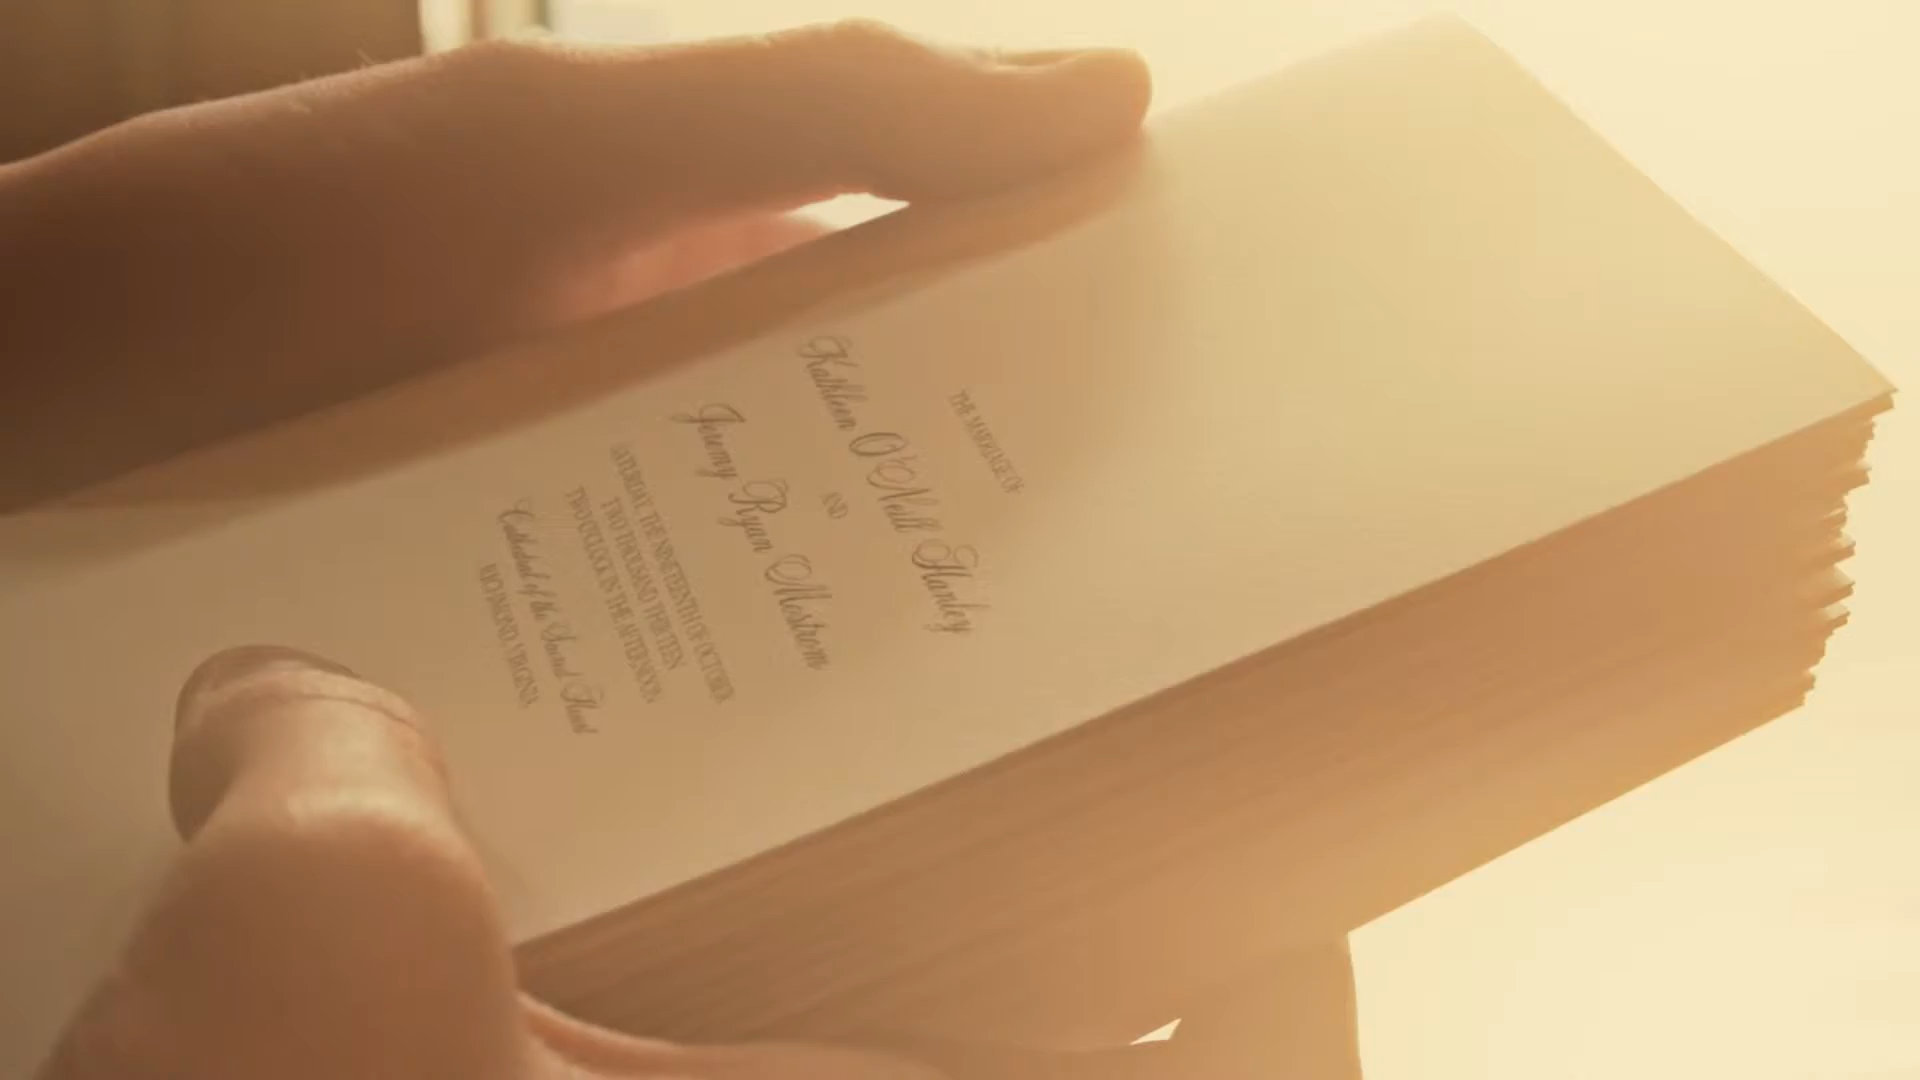 THE MARRIAGE OF
Kathleen O'Neill Hanley
AND
Jeremy Ryan Mostrom
SATURDAY, THE NINETEENTH OF OCTOBER
TWO THOUSAND THIRTEEN
TWO O'CLOCK IN THE AFTERNOON
Cathedral of the Sacred Heart
RICHMOND, VIRGINIA